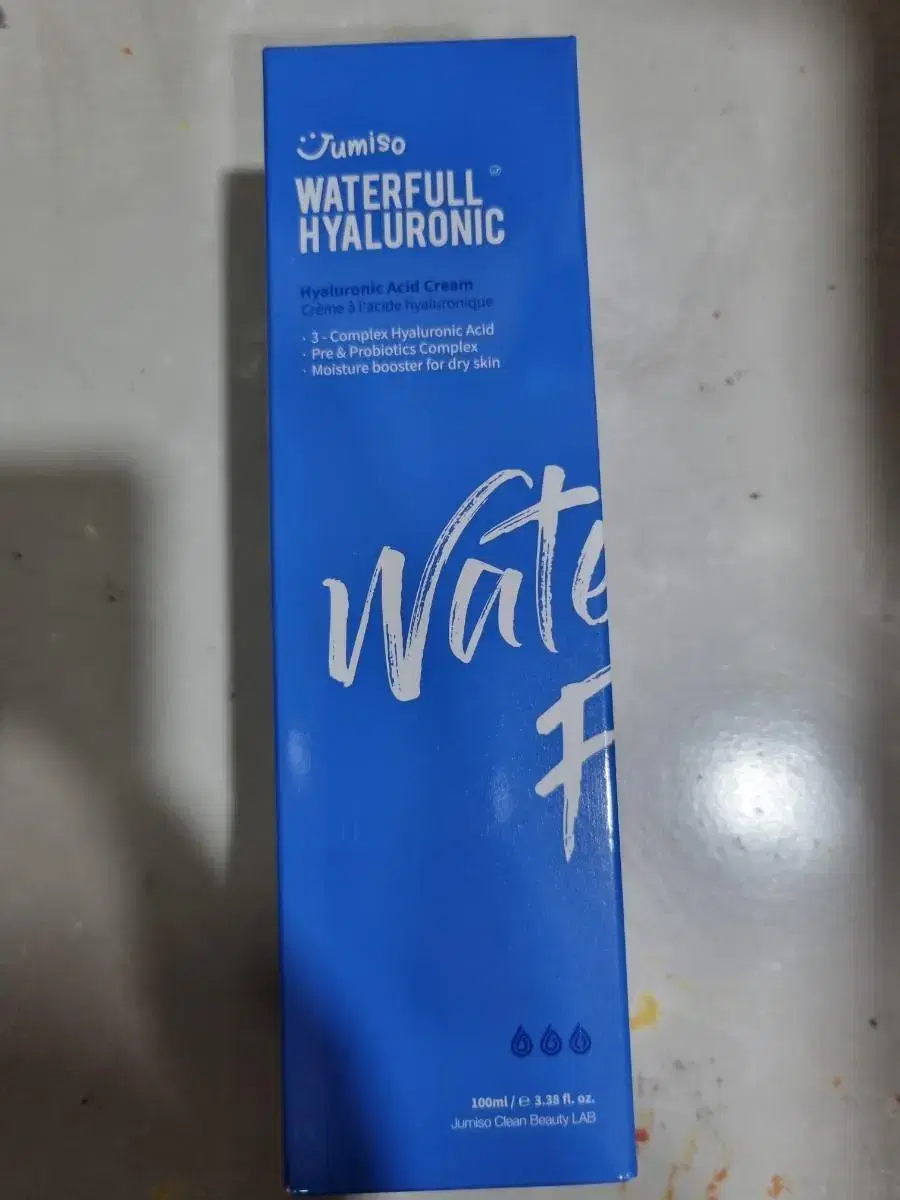 Jumiso
WATERFULL
HYALURONIC
Hyaluronic Acid Cream
Crème à l'acide hyaluronique
· 3 - Complex Hyaluronic Acid
· Pre & Probiotics Complex
· Moisture booster for dry skin
Wate
F
100ml / ℮ 3.38 fl. oz.
Jumiso Clean Beauty LAB